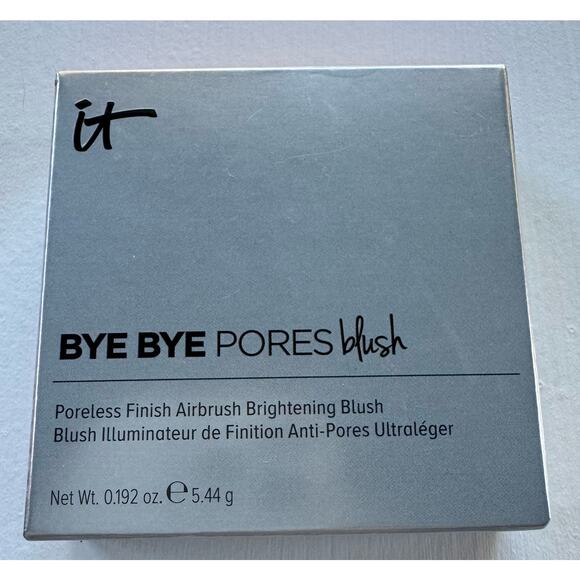 it
BYE BYE PORES blush
Poreless Finish Airbrush Brightening Blush
Blush Illuminateur de Finition Anti-Pores Ultraléger
Net Wt. 0.192 oz. ℮ 5.44 g